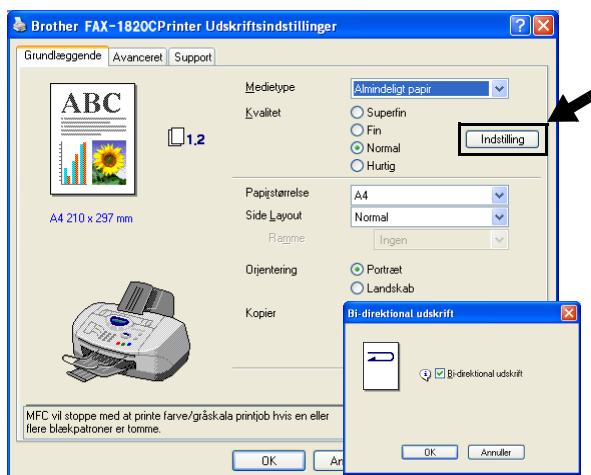 Brother FAX-1820CPrinter Udskriftsindstillinger
Grundlæggende Avanceret Support
ABC
1.2
A4 210 x 297 mm
Medietype Almindeligt papir
Kvalitet Superfin
Fin
Normal
Hurtig
Indstilling
Papirstørrelse A4
Side Layout Normal
Ramme Ingen
Orientering Portræt
Landskab
Kopier
Bi-direktional udskrift
Bi-direktional udskrift
OK Annuller
MFC vil stoppe med at printe farve/gråskala printjob hvis en eller
flere blækpatroner er tomme.
OK An